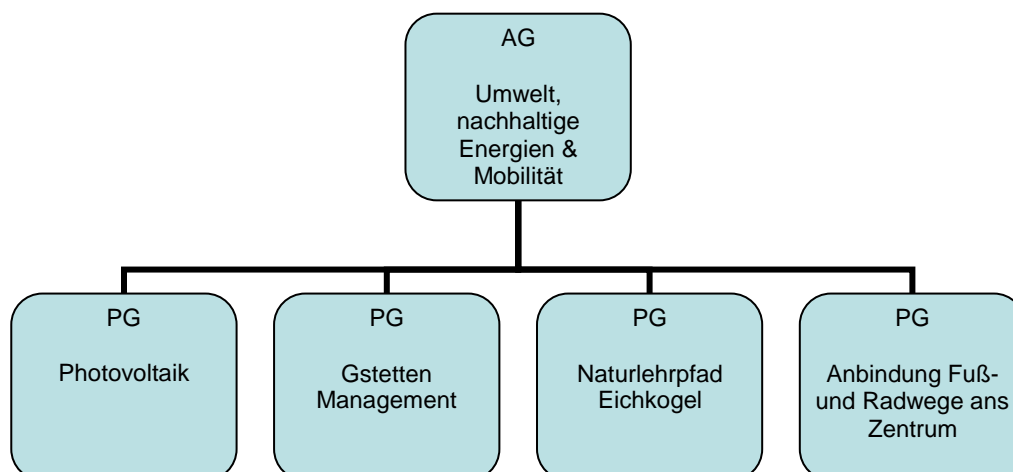 AG
Umwelt,
nachhaltige
Energien &
Mobilität
PG
Photovoltaik
PG
Gstetten
Management
PG
Naturlehrpfad
Eichkogel
PG
Anbindung Fuß-
und Radwege ans
Zentrum